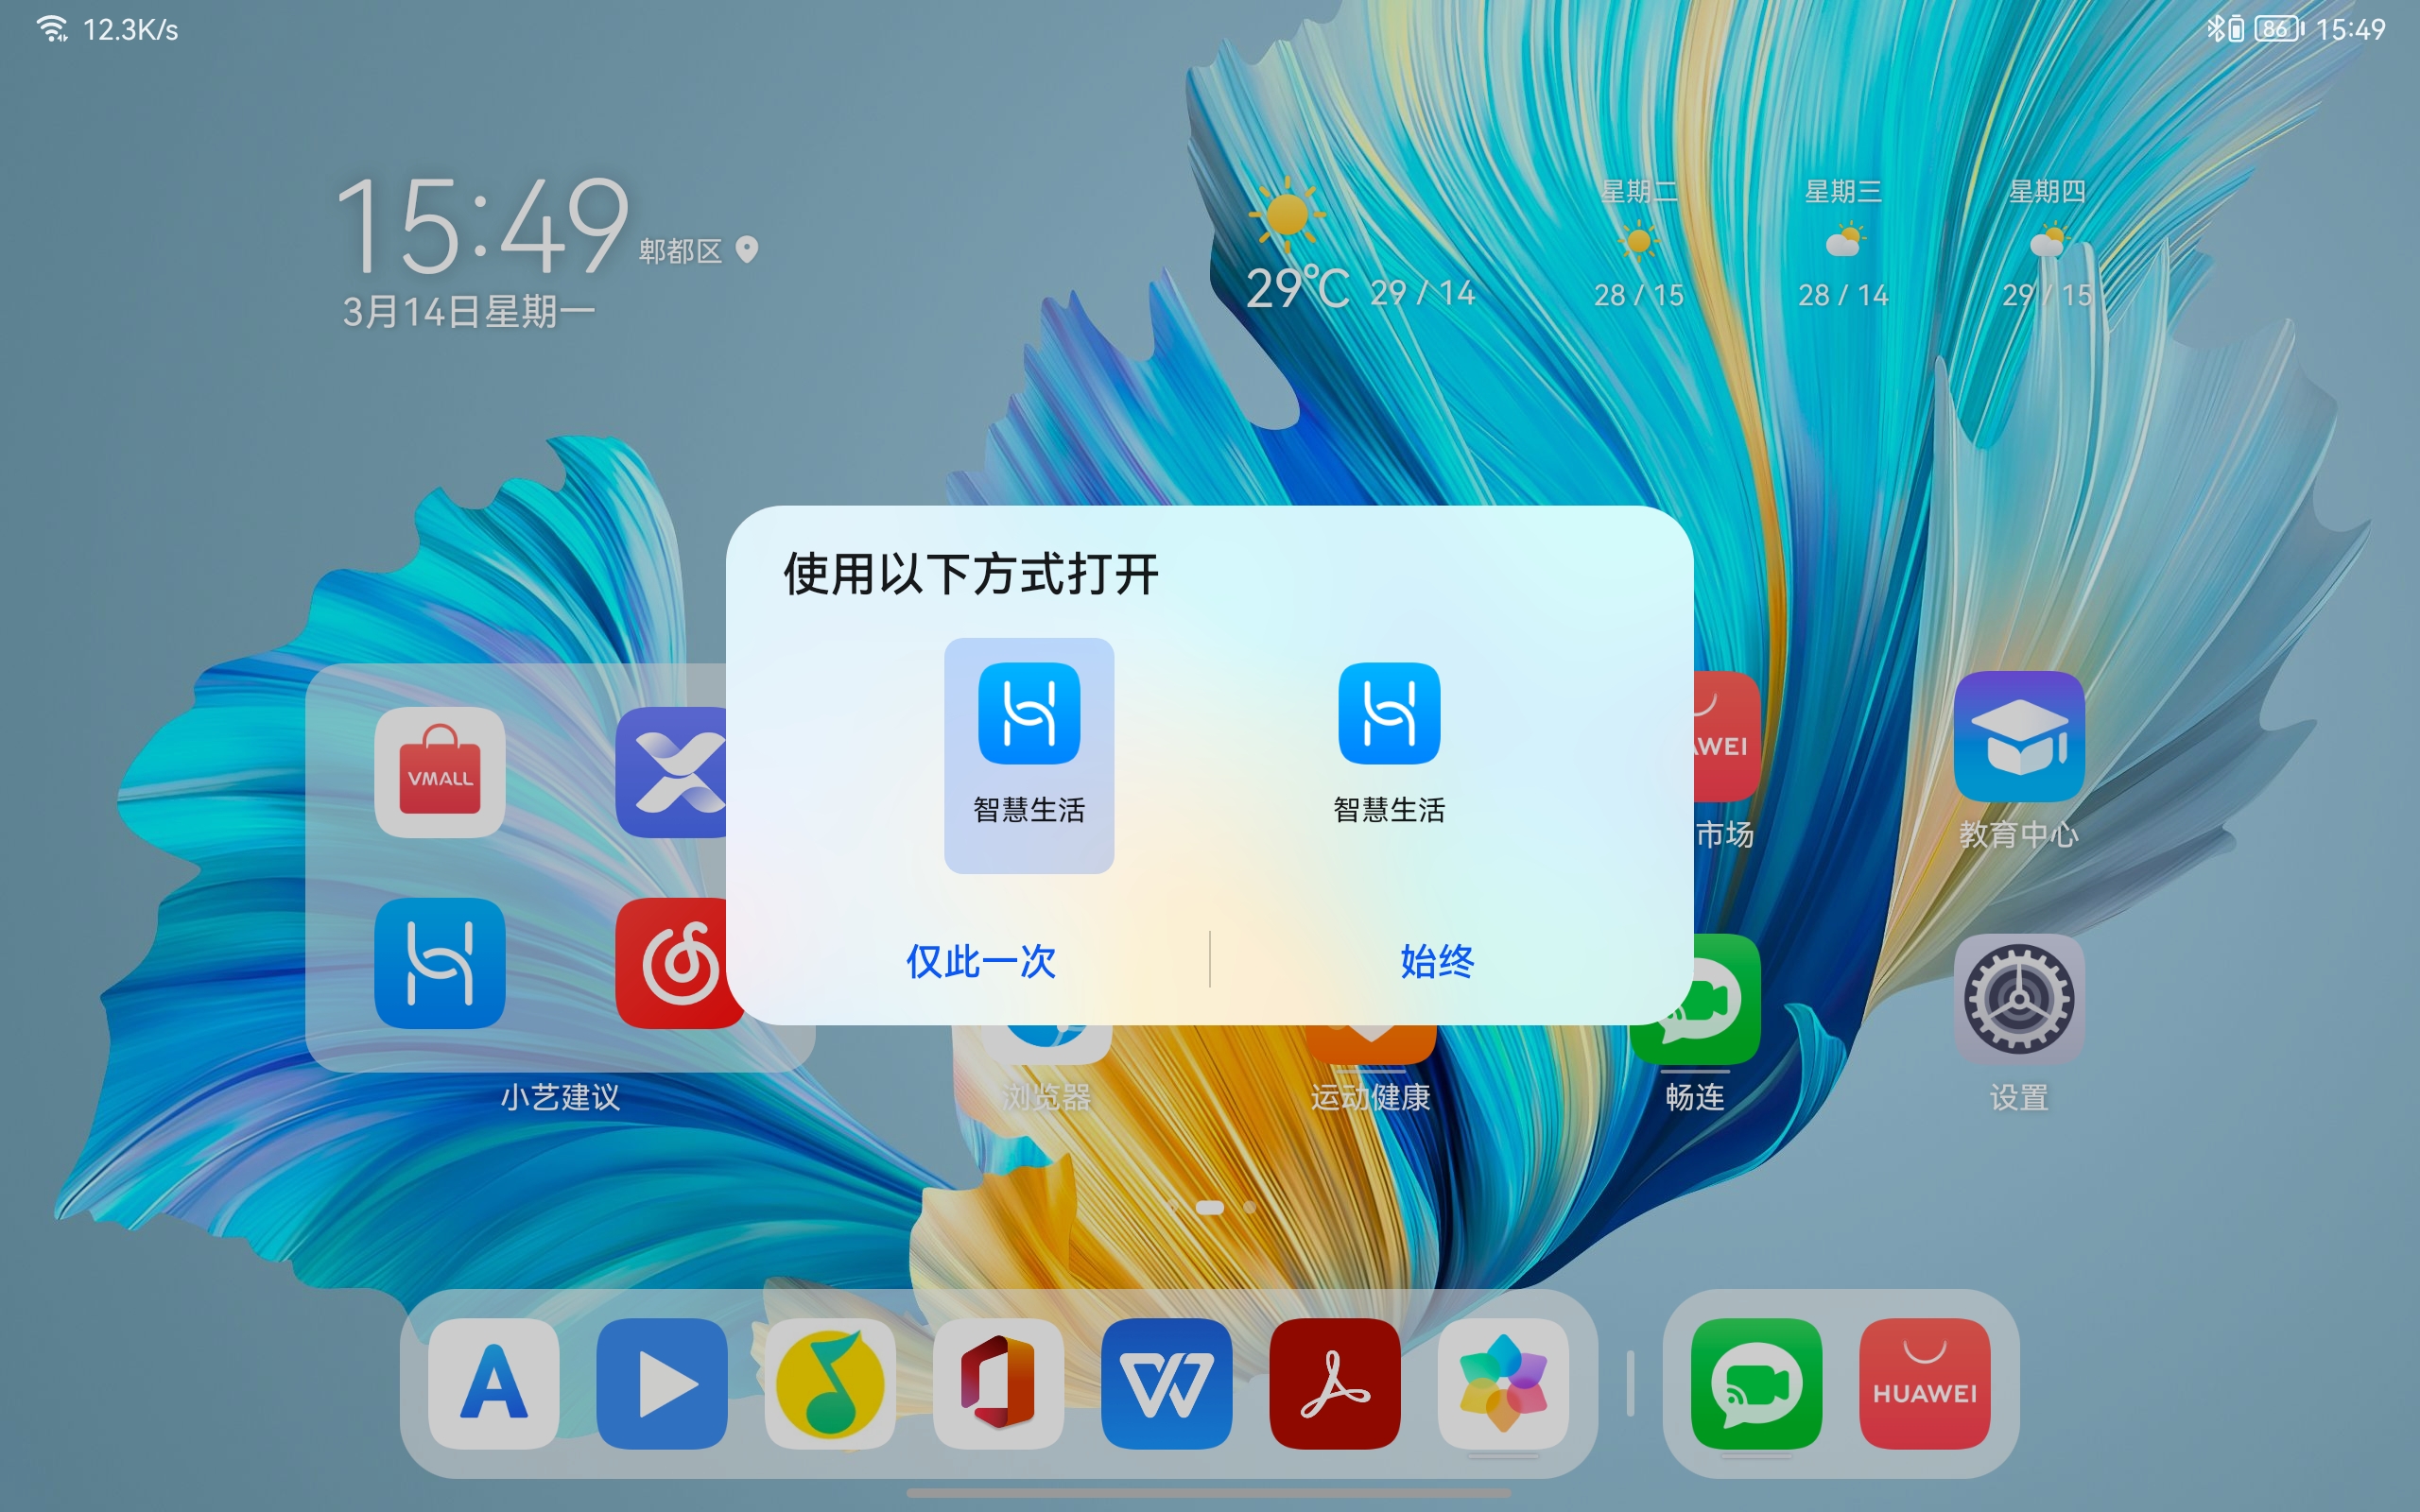 12.3K/s
86 15:49
15:49 郫都区
3月14日星期一
29℃ 29 / 14
星期二
28 / 15
星期三
28 / 14
星期四
29 / 15
使用以下方式打开
智慧生活
智慧生活
仅此一次
始终
VMALL
AWEI
市场
教育中心
小艺建议
浏览器
运动健康
畅连
设置
HUAWEI